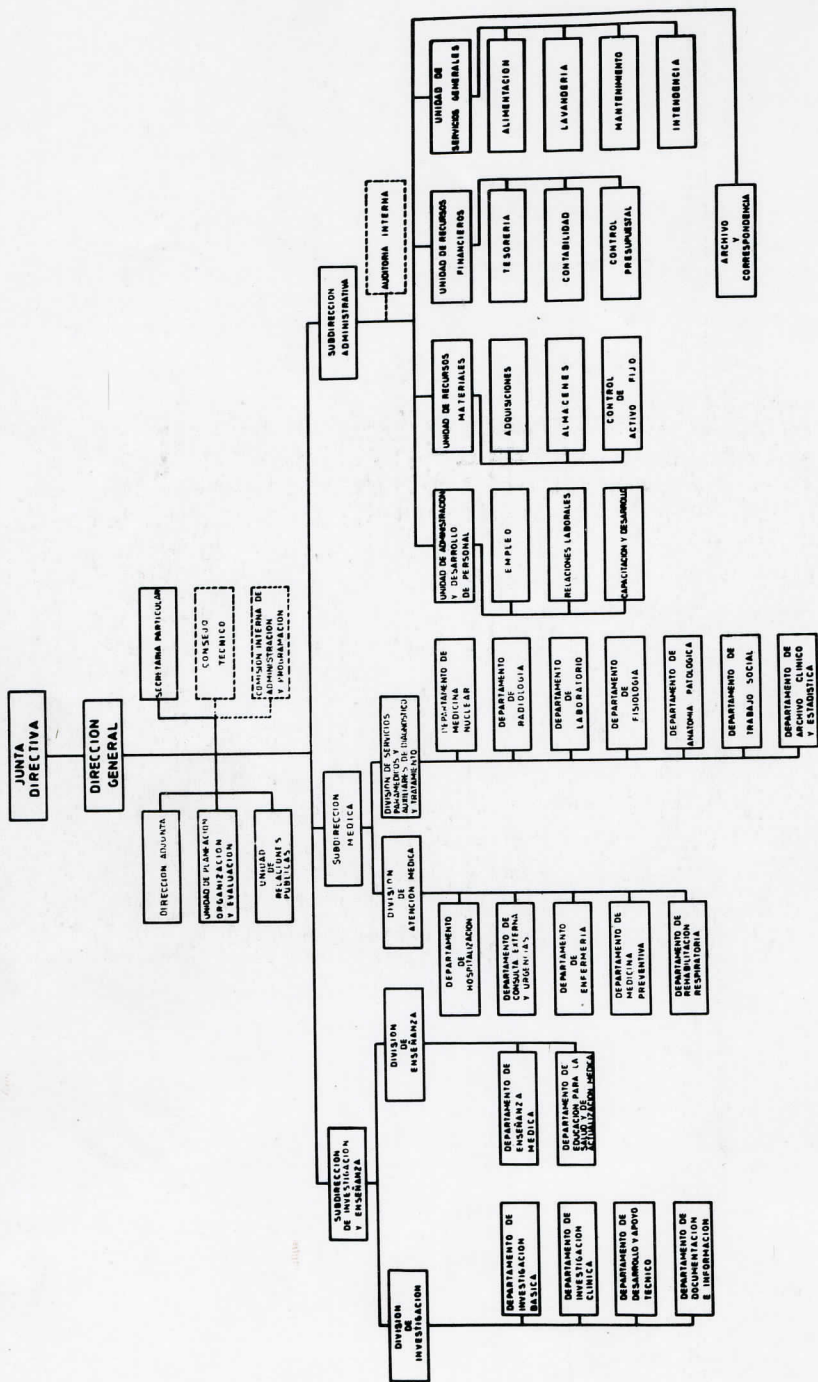 JUNTA
DIRECTIVA
DIRECCION
GENERAL
DIRECCION ADJUNTA
UNIDAD DE PLANEACION
ORGANIZACION
Y EVALUACION
UNIDAD
DE
RELACIONES
PUBLICAS
SECRETARIA PARTICULAR
CONSEJO
TECNICO
COMISION INTERNA DE
ADMINISTRACION
Y PROGRAMACION
SUBDIRECCION
DE INVESTIGACION
Y ENSEÑANZA
DIVISION
DE
INVESTIGACION
DEPARTAMENTO DE
INVESTIGACION
BASICA
DEPARTAMENTO DE
INVESTIGACION
CLINICA
DEPARTAMENTO DE
DESARROLLO Y APOYO
TECNICO
DEPARTAMENTO DE
DOCUMENTACION
E INFORMACION
DIVISION
DE
ENSEÑANZA
DEPARTAMENTO DE
ENSEÑANZA
MEDICA
DEPARTAMENTO DE
EDUCACION PARA LA
SALUD Y DE
ACTUALIZACION MEDICA
SUBDIRECCION
MEDICA
DIVISION
DE
ATENCION MEDICA
DEPARTAMENTO
DE
HOSPITALIZACION
DEPARTAMENTO DE
CONSULTA EXTERNA
Y URGENCIAS
DEPARTAMENTO
DE
ENFERMERIA
DEPARTAMENTO DE
MEDICINA
PREVENTIVA
DEPARTAMENTO DE
REHABILITACION
RESPIRATORIA
DIVISION DE SERVICIOS
PARAMEDICOS Y
AUXILIARES DE DIAGNOSTICO
Y TRATAMIENTO
DEPARTAMENTO DE
MEDICINA
NUCLEAR
DEPARTAMENTO
DE
RADIOLOGIA
DEPARTAMENTO
DE
LABORATORIO
DEPARTAMENTO
DE
FISIOLOGIA
DEPARTAMENTO DE
ANATOMIA PATOLOGICA
DEPARTAMENTO DE
TRABAJO SOCIAL
DEPARTAMENTO DE
ARCHIVO CLINICO
Y ESTADISTICA
SUBDIRECCION
ADMINISTRATIVA
AUDITORIA INTERNA
UNIDAD DE ADMINISTRACION
Y DESARROLLO
DE PERSONAL
EMPLEO
RELACIONES LABORALES
CAPACITACION Y DESARROLLO
UNIDAD DE RECURSOS
MATERIALES
ADQUISICIONES
ALMACENES
CONTROL
DE
ACTIVO FIJO
UNIDAD DE RECURSOS
FINANCIEROS
TESORERIA
CONTABILIDAD
CONTROL
PRESUPUESTAL
UNIDAD DE
SERVICIOS GENERALES
ALIMENTACION
LAVANDERIA
MANTENIMIENTO
INTENDENCIA
ARCHIVO
Y
CORRESPONDENCIA